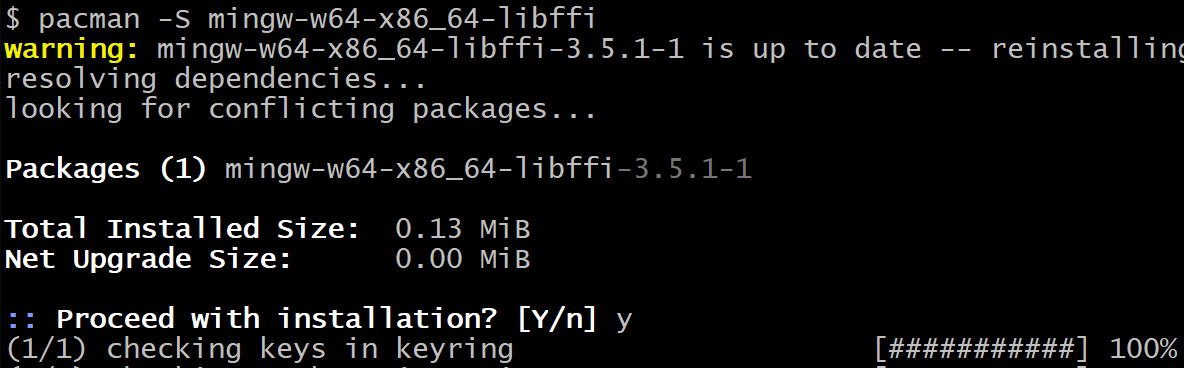 $ pacman -S mingw-w64-x86_64-libffi
warning: mingw-w64-x86_64-libffi-3.5.1-1 is up to date -- reinstalling
resolving dependencies...
looking for conflicting packages...
Packages (1) mingw-w64-x86_64-libffi-3.5.1-1
Total Installed Size:  0.13 MiB
Net Upgrade Size:      0.00 MiB
:: Proceed with installation? [Y/n] y
(1/1) checking keys in keyring                     [###########] 100%